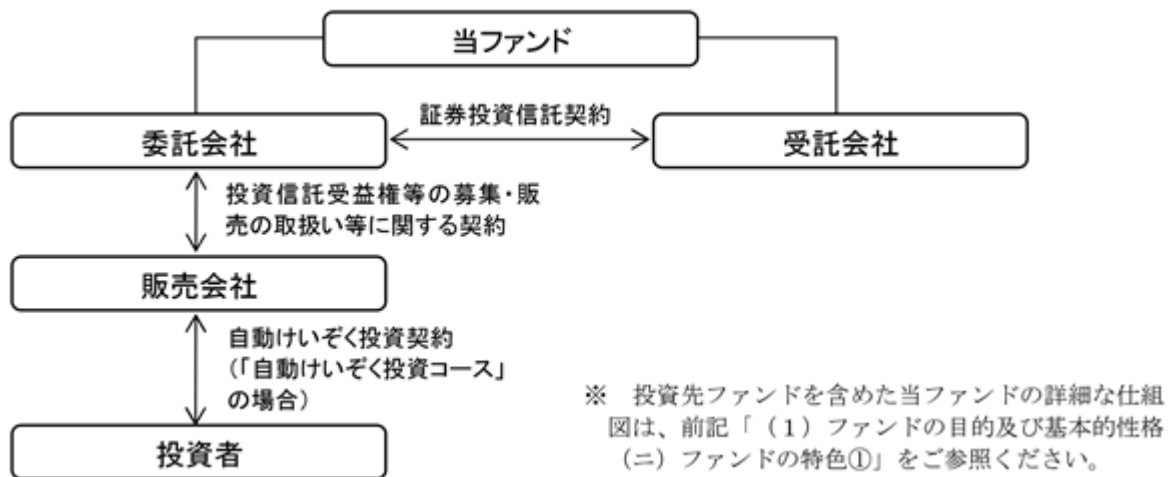 当ファンド
証券投資信託契約
委託会社
受託会社
投資信託受益権等の募集・販
売の取扱い等に関する契約
販売会社
自動けいぞく投資契約
(「自動けいぞく投資コース」
の場合)
投資者
※ 投資先ファンドを含めた当ファンドの詳細な仕組
図は、前記「(1)ファンドの目的及び基本的性格
(ニ)ファンドの特色①」をご参照ください。